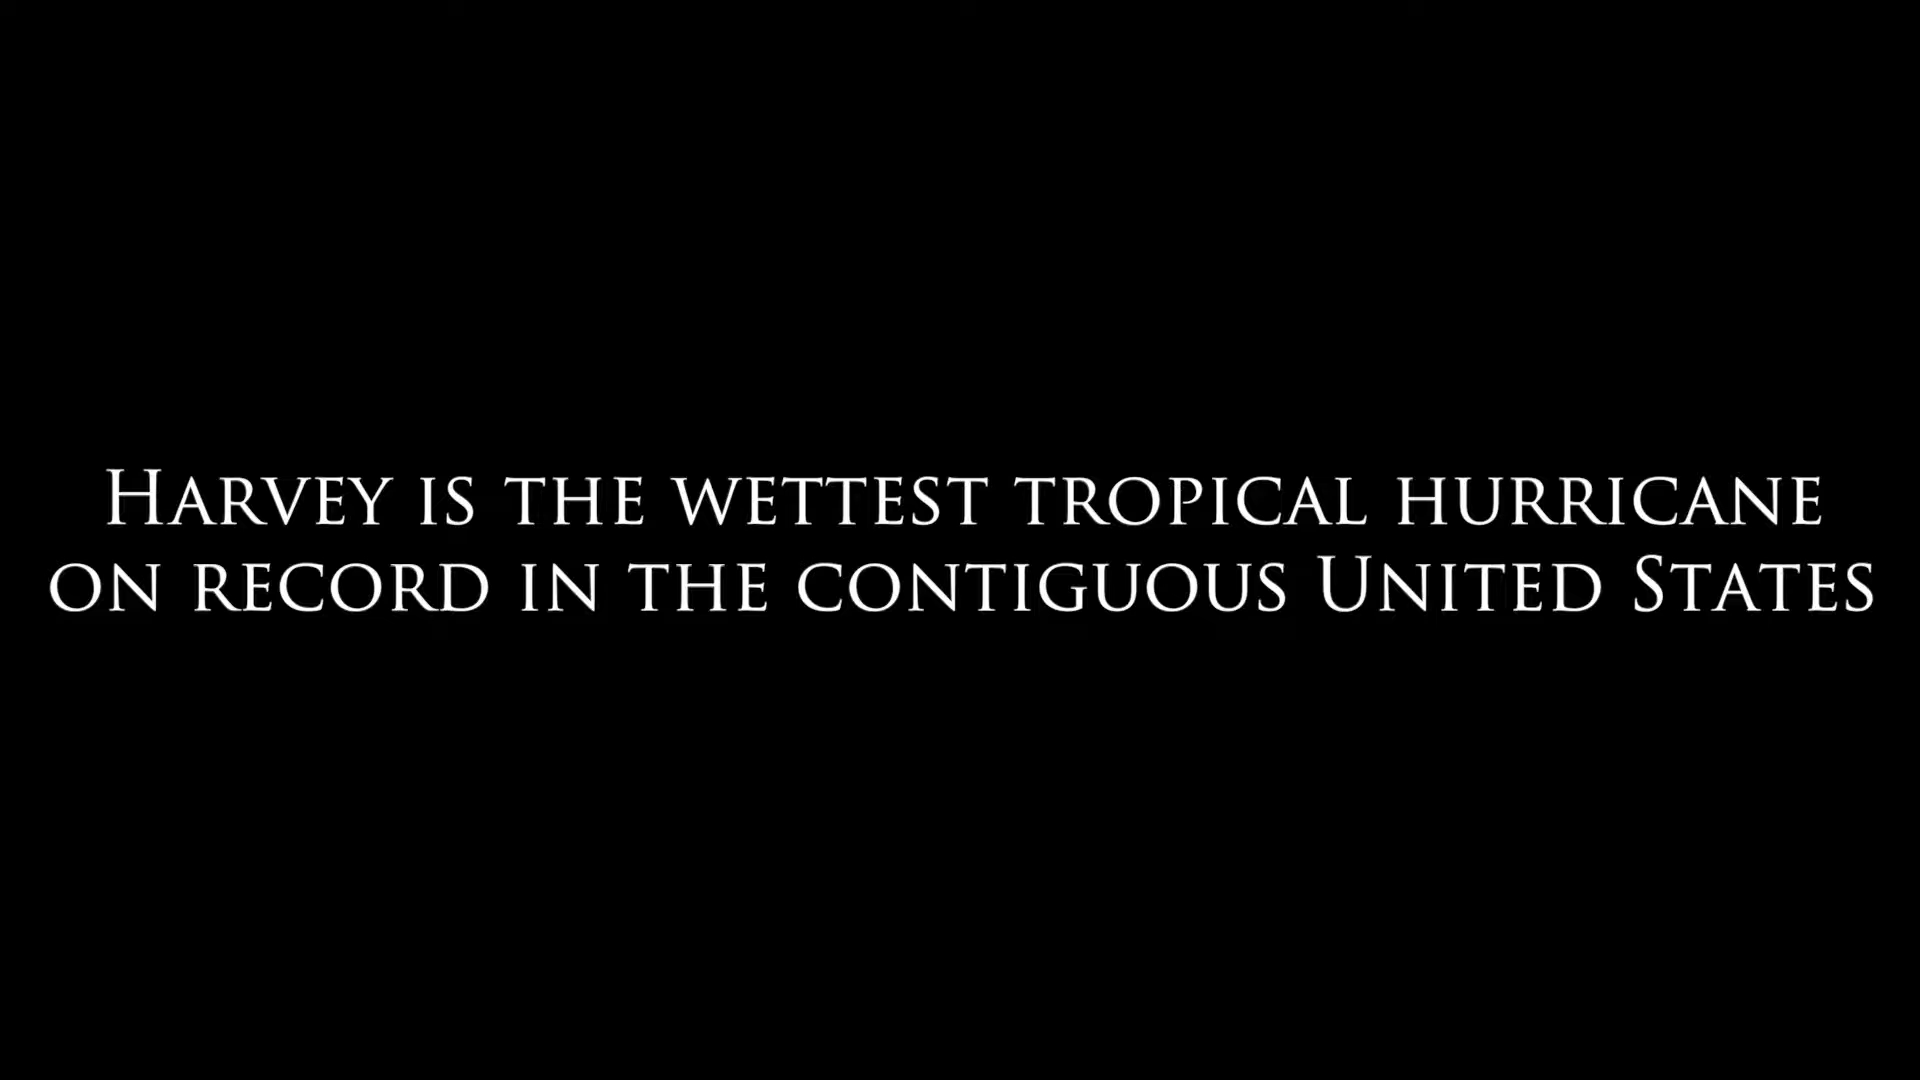 Harvey is the wettest tropical hurricane
on record in the contiguous United States